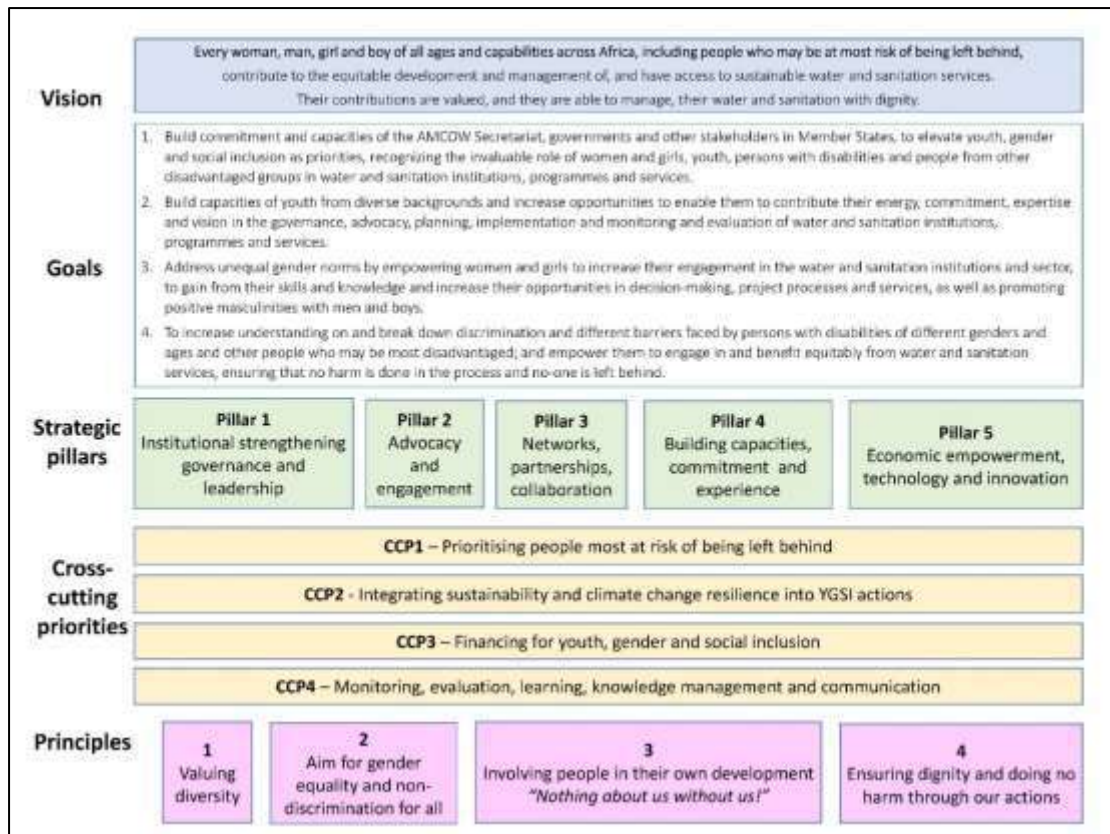 Vision
Every woman, man, girl and boy of all ages and capabilities across Africa, including people who may be at most risk of being left behind,
contribute to the equitable development and management of, and have access to sustainable water and sanitation services.
Their contributions are valued, and they are able to manage, their water and sanitation with dignity.
Goals
1. Build commitment and capacities of the AMCOW Secretariat, governments and other stakeholders in Member States, to elevate youth, gender
and social inclusion as priorities, recognizing the invaluable role of women and girls, youth, persons with disabilities and people from other
disadvantaged groups in water and sanitation institutions, programmes and services.
2. Build capacities of youth from diverse backgrounds and increase opportunities to enable them to contribute their energy, commitment, expertise
and vision in the governance, advocacy, planning, implementation and monitoring and evaluation of water and sanitation institutions,
programmes and services.
3. Address unequal gender norms by empowering women and girls to increase their engagement in the water and sanitation institutions and sector,
to gain from their skills and knowledge and increase their opportunities in decision-making, project processes and services, as well as promoting
positive masculinities with men and boys.
4. To increase understanding on and break down discrimination and different barriers faced by persons with disabilities of different genders and
ages and other people who may be most disadvantaged; and empower them to engage in and benefit equitably from water and sanitation
services, ensuring that no harm is done in the process and no-one is left behind.
Strategic
pillars
Pillar 1
Institutional strengthening
governance and
leadership
Pillar 2
Advocacy
and
engagement
Pillar 3
Networks,
partnerships,
collaboration
Pillar 4
Building capacities,
commitment and
experience
Pillar 5
Economic empowerment,
technology and innovation
Cross-
cutting
priorities
CCP1 – Prioritising people most at risk of being left behind
CCP2 - Integrating sustainability and climate change resilience into YGSI actions
CCP3 – Financing for youth, gender and social inclusion
CCP4 – Monitoring, evaluation, learning, knowledge management and communication
Principles
1
Valuing
diversity
2
Aim for gender
equality and non-
discrimination for all
3
Involving people in their own development
"Nothing about us without us!"
4
Ensuring dignity and doing no
harm through our actions